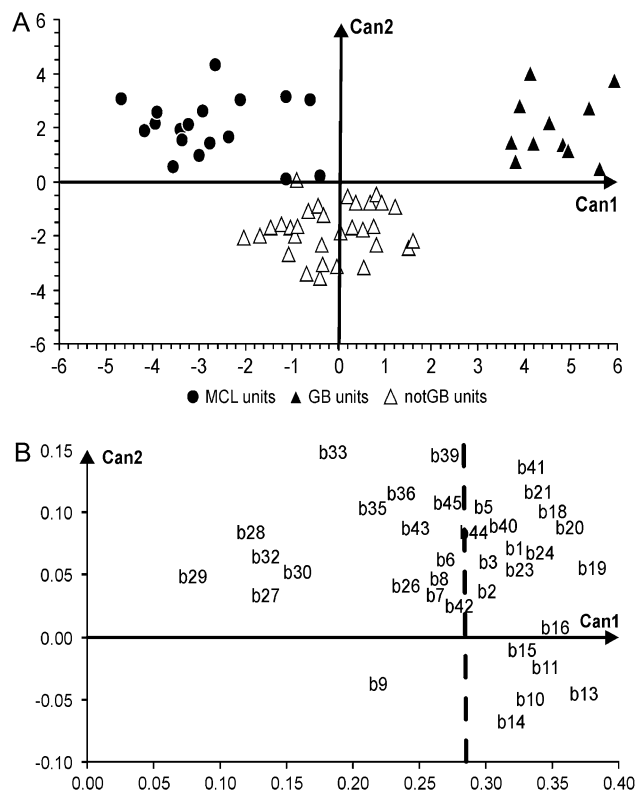 A
Can2
6
4
2
0
-2
-4
-6
Can1
-6 -5 -4 -3 -2 -1 0 1 2 3 4 5 6
● MCL units ▲ GB units △ notGB units
B
Can2
0.15
0.10
0.05
0.00
-0.05
-0.10
b33 b39
b41
b36 b21
b35 b45 b5 b18
b43 b44 b40 b20
b28
b32 b6 b3 b1 b24
b29 b30 b8 b23 b19
b27 b26 b7 b2
b42
Can1
b16
b15
b11
b9
b10 b13
b14
0.00 0.05 0.10 0.15 0.20 0.25 0.30 0.35 0.40